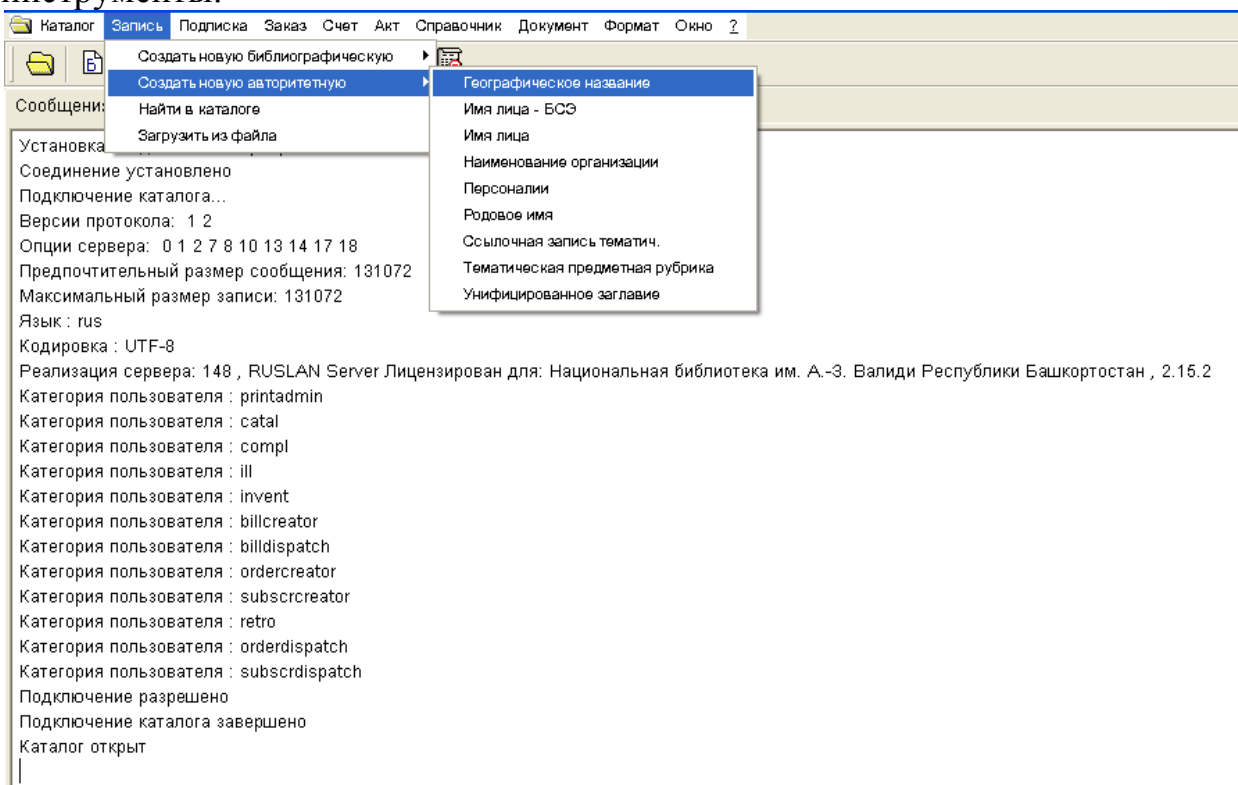 инструменты.
Каталог Запись Подписка Заказ Счет Акт Справочник Документ Формат Окно ?
Создать новую библиографическую
Создать новую авторитетную
Найти в каталоге
Загрузить из файла
Географическое название
Имя лица - БСЭ
Имя лица
Наименование организации
Персоналии
Родовое имя
Ссылочная запись тематич.
Тематическая предметная рубрика
Унифицированное заглавие
Б
Сообщени
Установка
Соединение установлено
Подключение каталога...
Версии протокола: 1 2
Опции сервера: 0 1 2 7 8 10 13 14 17 18
Предпочтительный размер сообщения: 131072
Максимальный размер записи: 131072
Язык : rus
Кодировка : UTF-8
Реализация сервера: 148 , RUSLAN Server Лицензирован для: Национальная библиотека им. А.-З. Валиди Республики Башкортостан , 2.15.2
Категория пользователя : printadmin
Категория пользователя : catal
Категория пользователя : compl
Категория пользователя : ill
Категория пользователя : invent
Категория пользователя : billcreator
Категория пользователя : billdispatch
Категория пользователя : ordercreator
Категория пользователя : subscrcreator
Категория пользователя : retro
Категория пользователя : orderdispatch
Категория пользователя : subscrdispatch
Подключение разрешено
Подключение каталога завершено
Каталог открыт